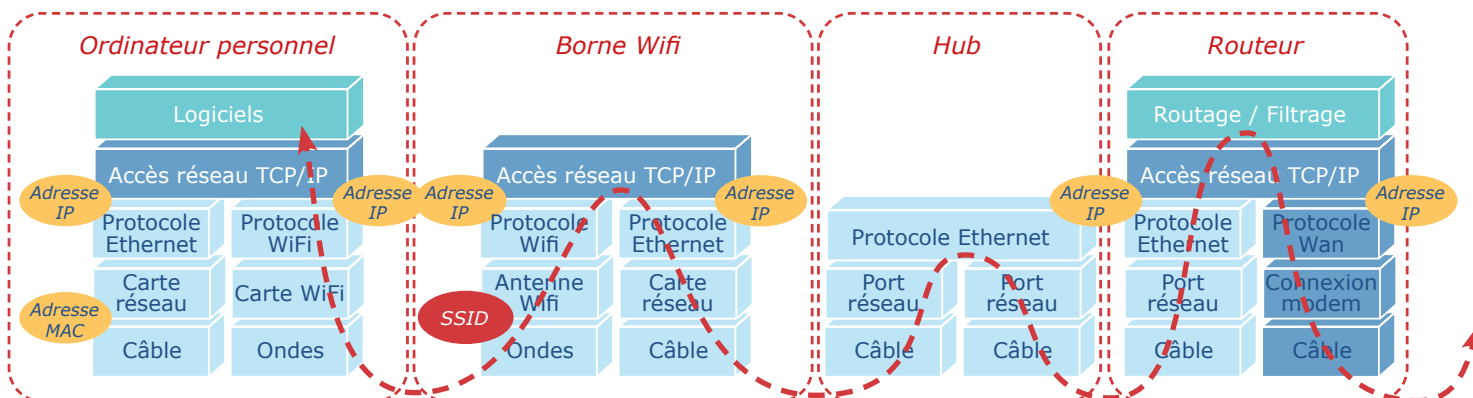 Ordinateur personnel
Borne Wifi
Hub
Routeur
Logiciels
Routage / Filtrage
Accès réseau TCP/IP
Accès réseau TCP/IP
Accès réseau TCP/IP
Adresse
IP
Adresse
IP
Adresse
IP
Adresse
IP
Adresse
IP
Adresse
IP
Protocole
Ethernet
Protocole
WiFi
Protocole
Wifi
Protocole
Ethernet
Protocole Ethernet
Protocole
Ethernet
Protocole
Wan
Adresse
MAC
Carte
réseau
Carte WiFi
SSID
Antenne
Wifi
Carte
réseau
Port
réseau
Port
réseau
Port
réseau
Connexion
modem
Câble
Ondes
Ondes
Câble
Câble
Câble
Câble
Câble